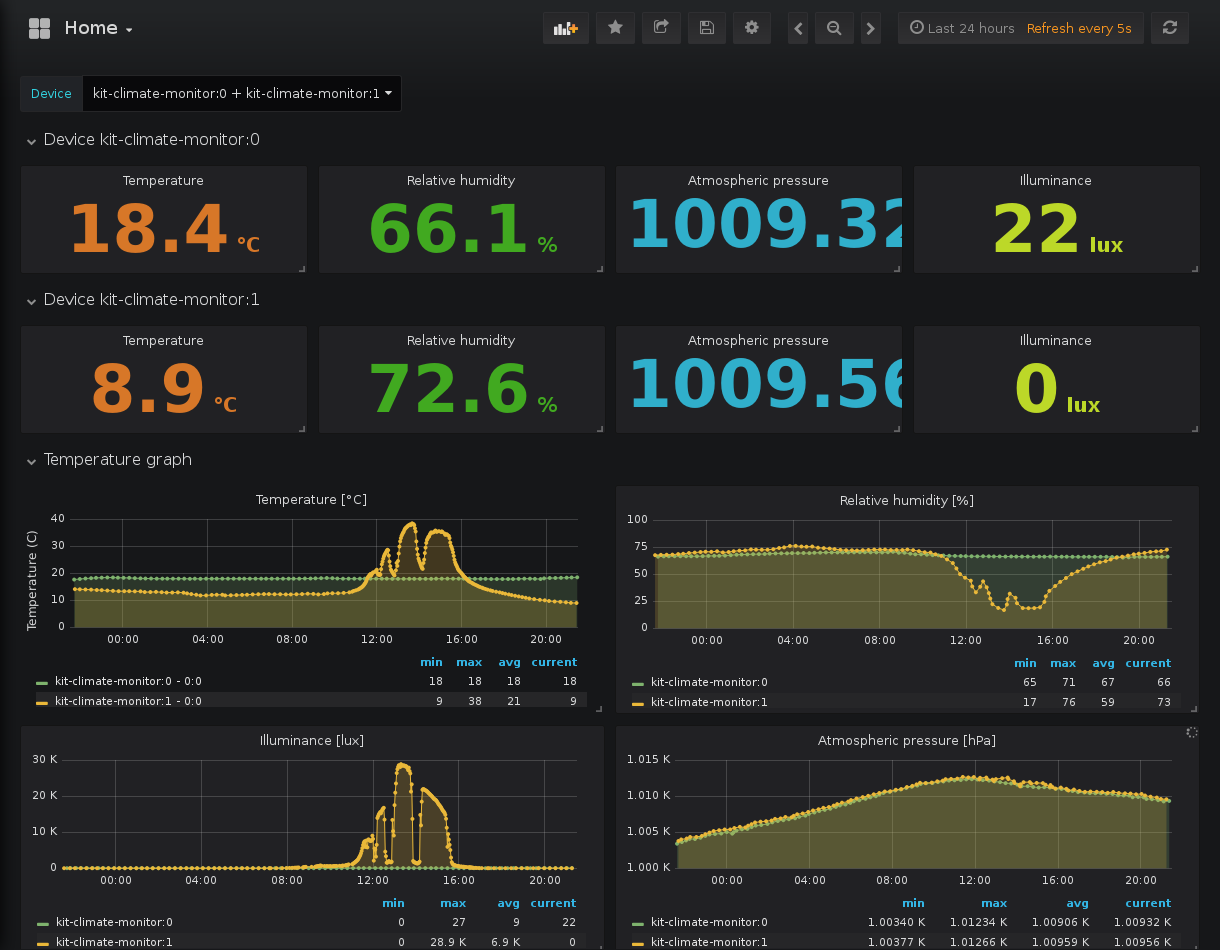 Home
Last 24 hours Refresh every 5s
Device kit-climate-monitor:0 + kit-climate-monitor:1
Device kit-climate-monitor:0
Temperature Relative humidity Atmospheric pressure Illuminance
18.4 °C 66.1 % 1009.32 22 lux
Device kit-climate-monitor:1
Temperature Relative humidity Atmospheric pressure Illuminance
8.9 °C 72.6 % 1009.56 0 lux
Temperature graph
Temperature [°C]
Temperature (C)
40
30
20
10
0
00:00 04:00 08:00 12:00 16:00 20:00
min max avg current
kit-climate-monitor:0 - 0:0 18 18 18 18
kit-climate-monitor:1 - 0:0 9 38 21 9
Relative humidity [%]
100
75
50
25
0
00:00 04:00 08:00 12:00 16:00 20:00
min max avg current
kit-climate-monitor:0 65 71 67 66
kit-climate-monitor:1 17 76 59 73
Illuminance [lux]
30 K
20 K
10 K
0
00:00 04:00 08:00 12:00 16:00 20:00
min max avg current
kit-climate-monitor:0 0 27 9 22
kit-climate-monitor:1 0 28.9 K 6.9 K 0
Atmospheric pressure [hPa]
1.015 K
1.010 K
1.005 K
1.000 K
00:00 04:00 08:00 12:00 16:00 20:00
min max avg current
kit-climate-monitor:0 1.00340 K 1.01234 K 1.00906 K 1.00932 K
kit-climate-monitor:1 1.00377 K 1.01266 K 1.00959 K 1.00956 K